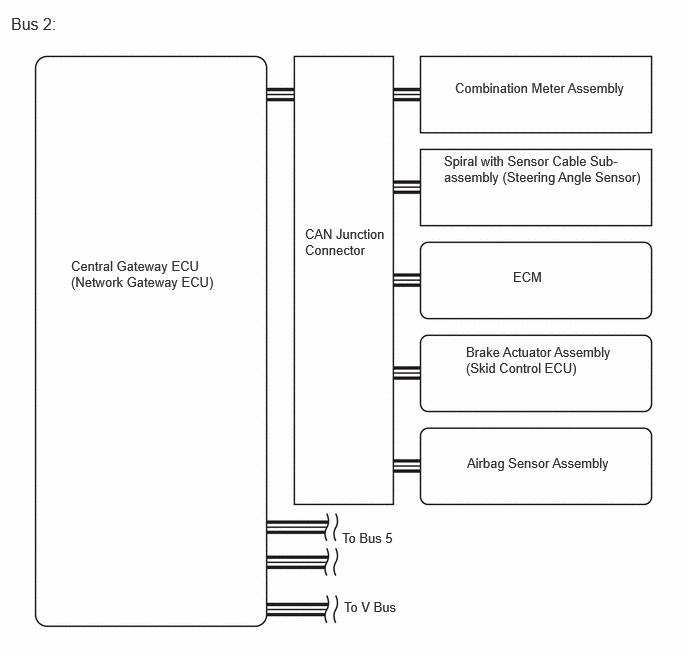 Bus 2:
Combination Meter Assembly
Spiral with Sensor Cable Sub-
assembly (Steering Angle Sensor)
CAN Junction
Connector
Central Gateway ECU
(Network Gateway ECU)
ECM
Brake Actuator Assembly
(Skid Control ECU)
Airbag Sensor Assembly
To Bus 5
To V Bus